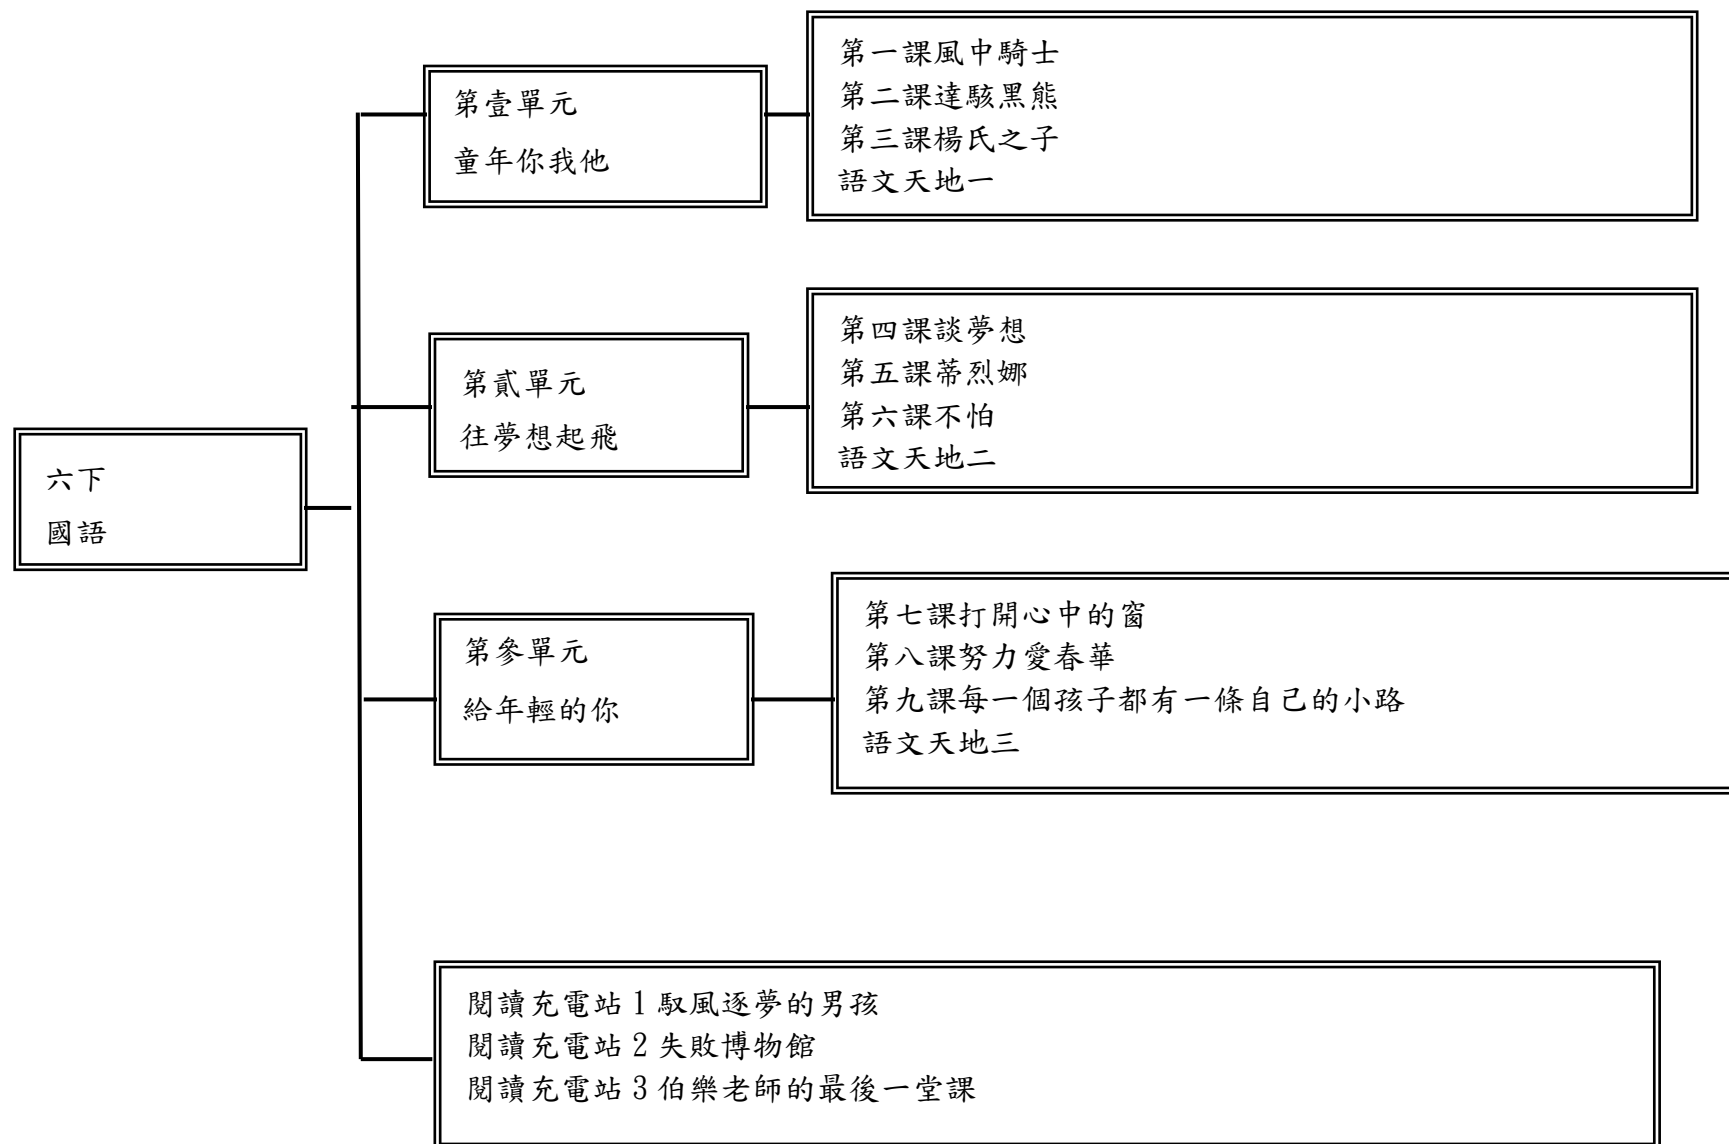 六下
國語
第壹單元
童年你我他
第一課風中騎士
第二課達駭黑熊
第三課楊氏之子
語文天地一
第貳單元
往夢想起飛
第四課談夢想
第五課蒂烈娜
第六課不怕
語文天地二
第參單元
給年輕的你
第七課打開心中的窗
第八課努力愛春華
第九課每一個孩子都有一條自己的小路
語文天地三
閱讀充電站1馭風逐夢的男孩
閱讀充電站2失敗博物館
閱讀充電站3伯樂老師的最後一堂課